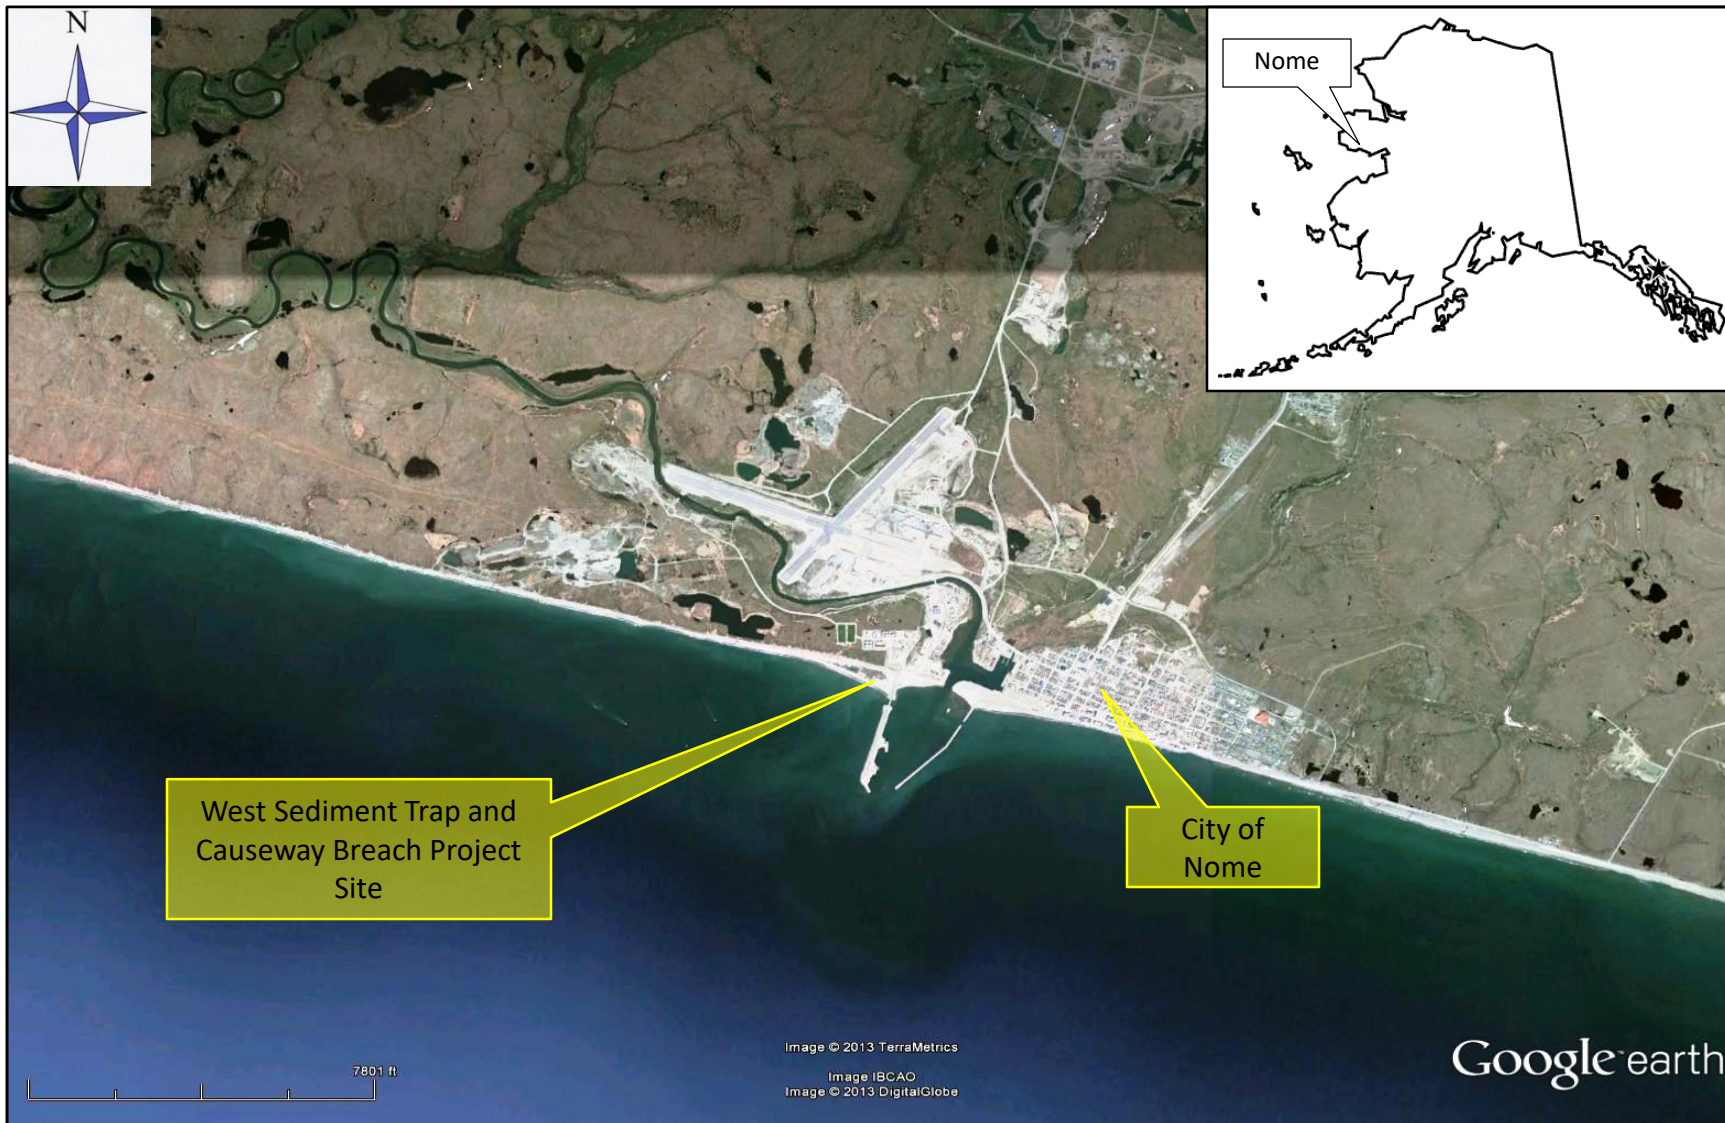 N
Nome
West Sediment Trap and
Causeway Breach Project
Site
City of
Nome
7801 ft
Image © 2013 TerraMetrics
Image IBCAO
Image © 2013 DigitalGlobe
Google earth